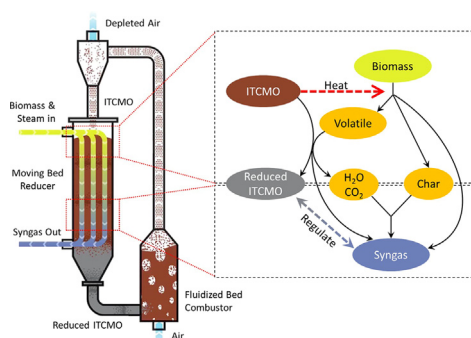 Depleted Air
ITCMO
Biomass &
Steam in
Moving Bed
Reducer
Syngas Out
Reduced ITCMO
Fluidized Bed
Combustor
Air
Biomass
ITCMO
Heat
Volatile
Reduced
ITCMO
H₂O
CO₂
Char
Regulate
Syngas